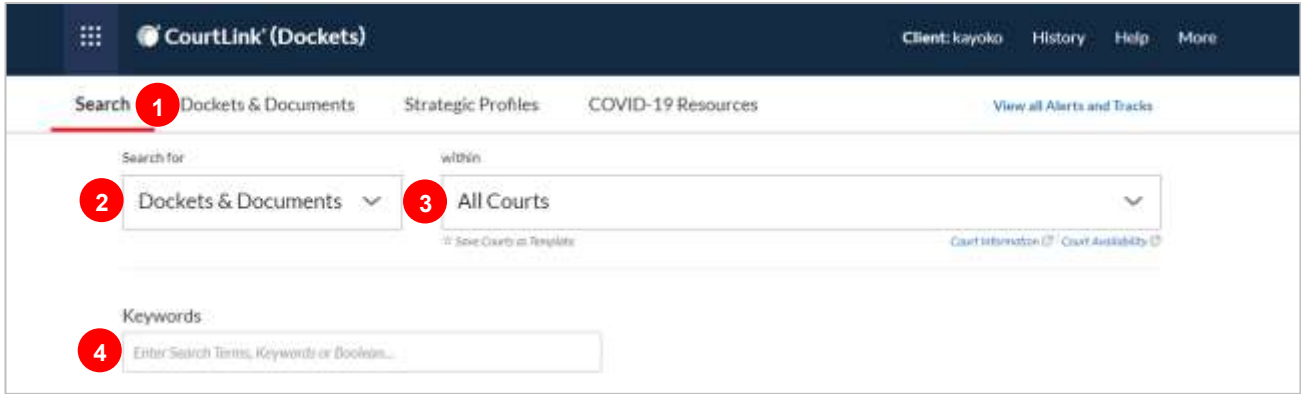 CourtLink® (Dockets) Client: kayoko History Help More
Search 1 Dockets & Documents Strategic Profiles COVID-19 Resources View all Alerts and Tracks
Search for within
2 Dockets & Documents 3 All Courts
☆ Save Courts as Template Court Information Court Availability
Keywords
4 Enter Search Terms, Keywords or Boolean...